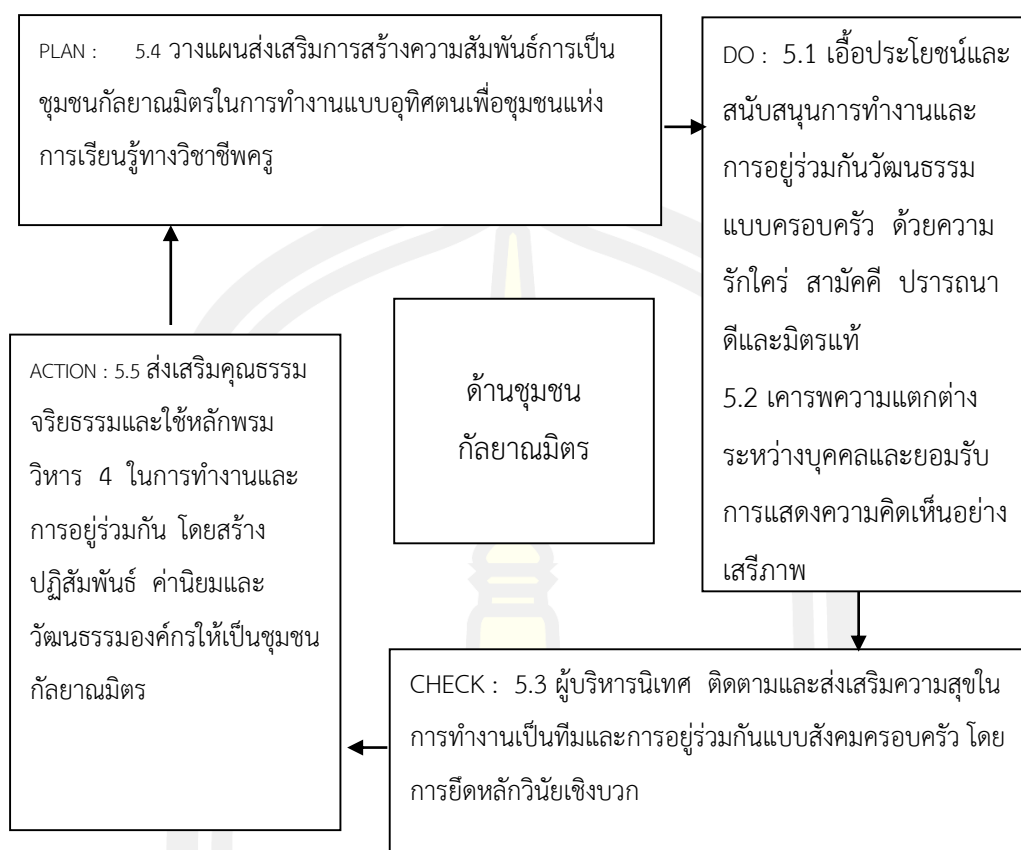 PLAN : 5.4 วางแผนส่งเสริมการสร้างความสัมพันธ์การเป็น
ชุมชนกัลยาณมิตรในการทำงานแบบอุทิศตนเพื่อชุมชนแห่ง
การเรียนรู้ทางวิชาชีพครู
DO : 5.1 เอื้อประโยชน์และ
สนับสนุนการทำงานและ
การอยู่ร่วมกันวัฒนธรรม
แบบครอบครัว ด้วยความ
รักใคร่ สามัคคี ปรารถนา
ดีและมิตรแท้
5.2 เคารพความแตกต่าง
ระหว่างบุคคลและยอมรับ
การแสดงความคิดเห็นอย่าง
เสรีภาพ
ด้านชุมชน
กัลยาณมิตร
CHECK : 5.3 ผู้บริหารนิเทศ ติดตามและส่งเสริมความสุขใน
การทำงานเป็นทีมและการอยู่ร่วมกันแบบสังคมครอบครัว โดย
การยึดหลักวินัยเชิงบวก
ACTION : 5.5 ส่งเสริมคุณธรรม
จริยธรรมและใช้หลักพรม
วิหาร 4 ในการทำงานและ
การอยู่ร่วมกัน โดยสร้าง
ปฏิสัมพันธ์ ค่านิยมและ
วัฒนธรรมองค์กรให้เป็นชุมชน
กัลยาณมิตร